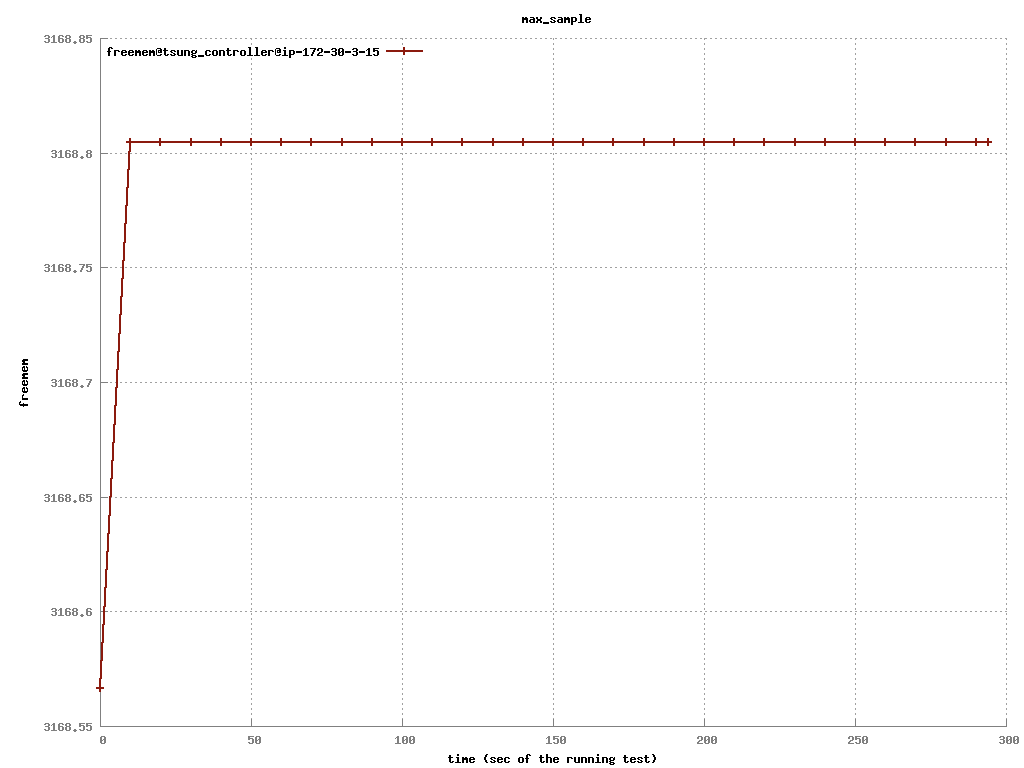 max_sample
3168.85
freemem@tsung_controller@ip-172-30-3-15
3168.8
3168.75
freemem
3168.7
3168.65
3168.6
3168.55
0 50 100 150 200 250 300
time (sec of the running test)